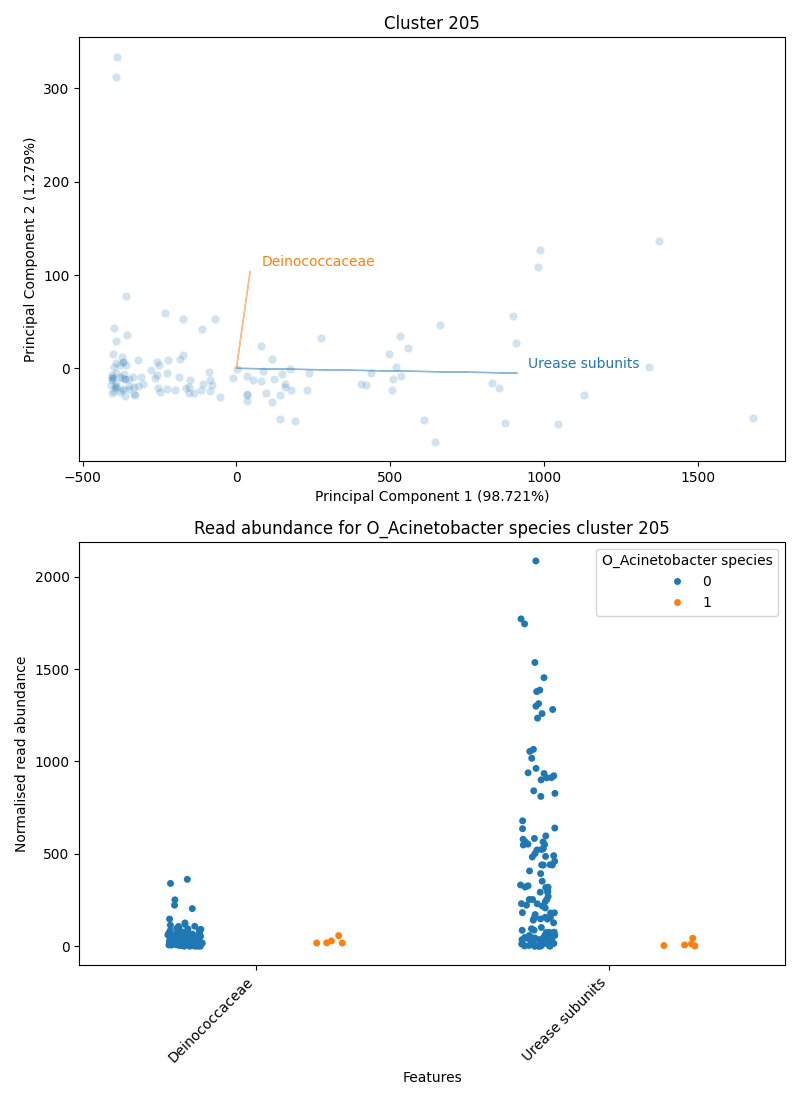 Cluster 205
300
200
100
0
Principal Component 2 (1.279%)
Deinococcaceae
Urease subunits
−500
0
500
1000
1500
Principal Component 1 (98.721%)
Read abundance for O_Acinetobacter species cluster 205
O_Acinetobacter species
0
1
2000
1500
1000
500
0
Normalised read abundance
Deinococcaceae
Urease subunits
Features